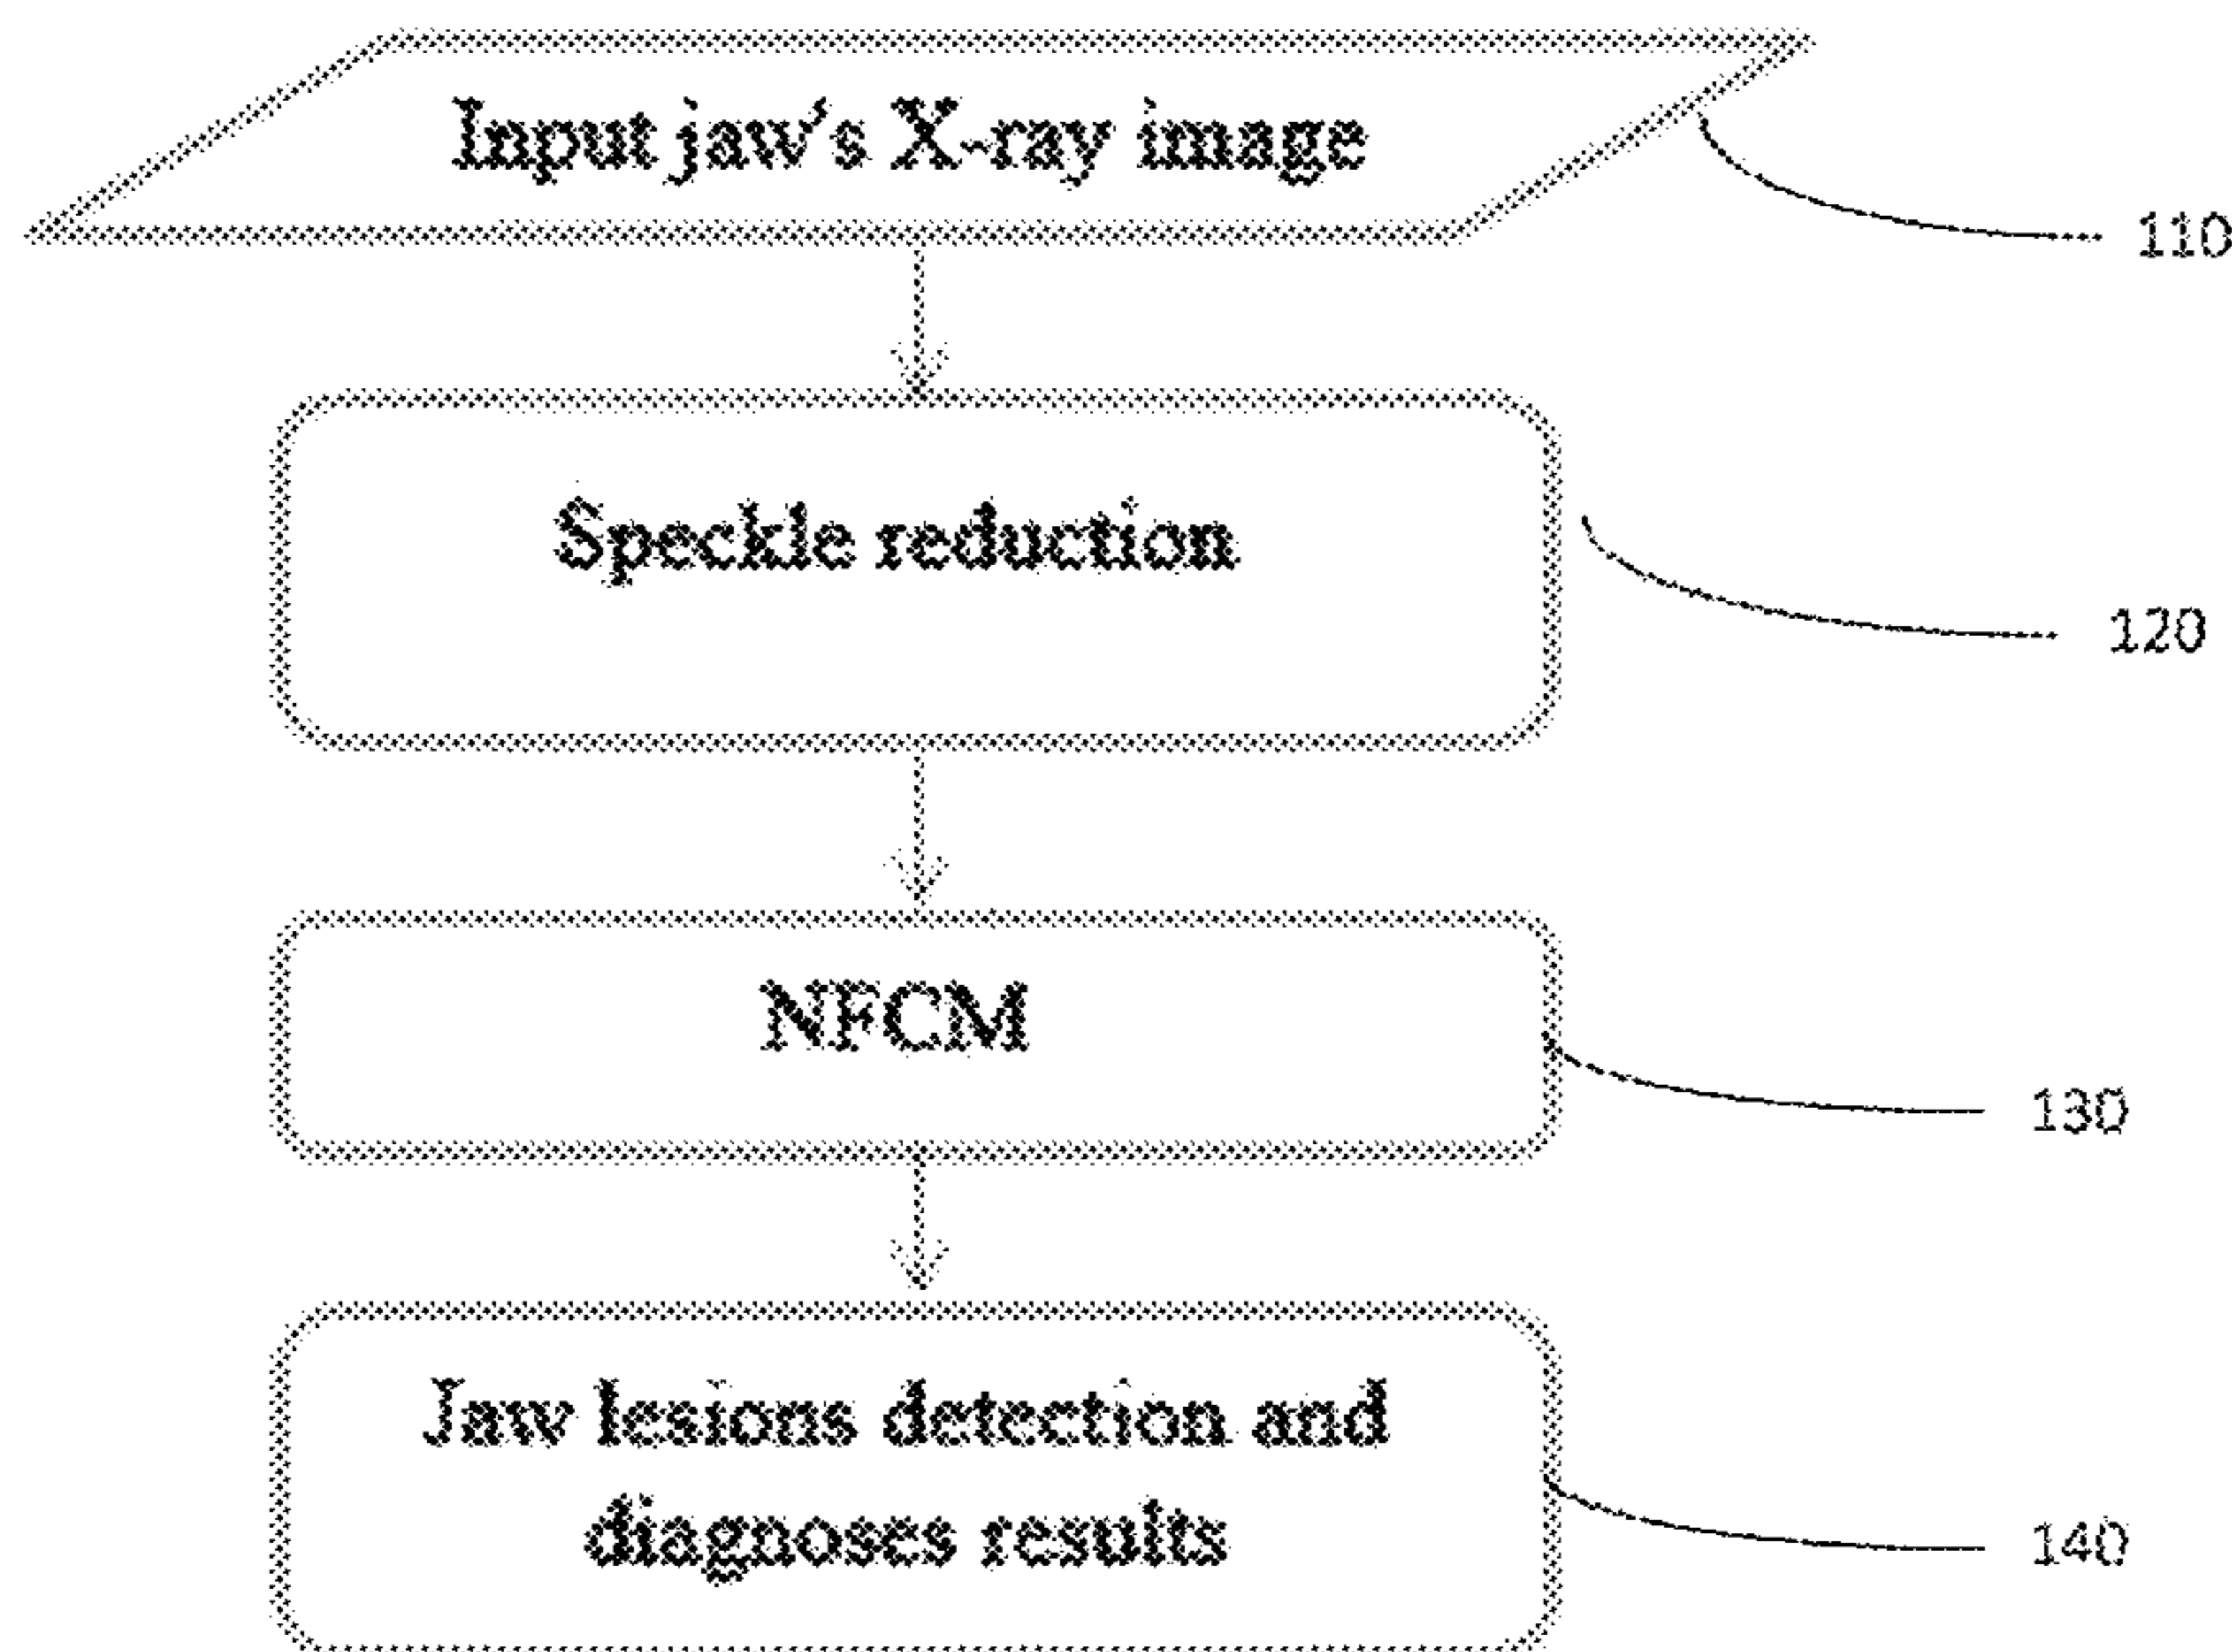 Input jaw's X-ray image
110
Speckle reduction
120
NFCM
130
Jaw lesions detection and
diagnoses results
140